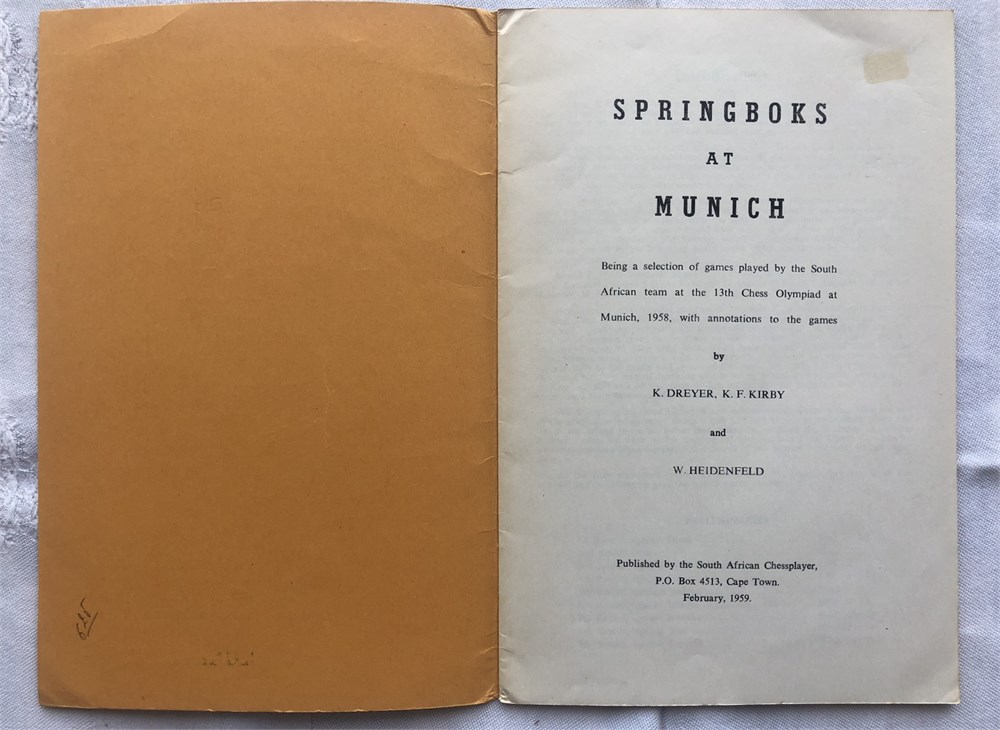 SPRINGBOKS
AT
MUNICH
Being a selection of games played by the South
African team at the 13th Chess Olympiad at
Munich, 1958, with annotations to the games
by
K. DREYER, K. F. KIRBY
and
W. HEIDENFELD
Published by the South African Chessplayer,
P.O. Box 4513, Cape Town.
February, 1959.